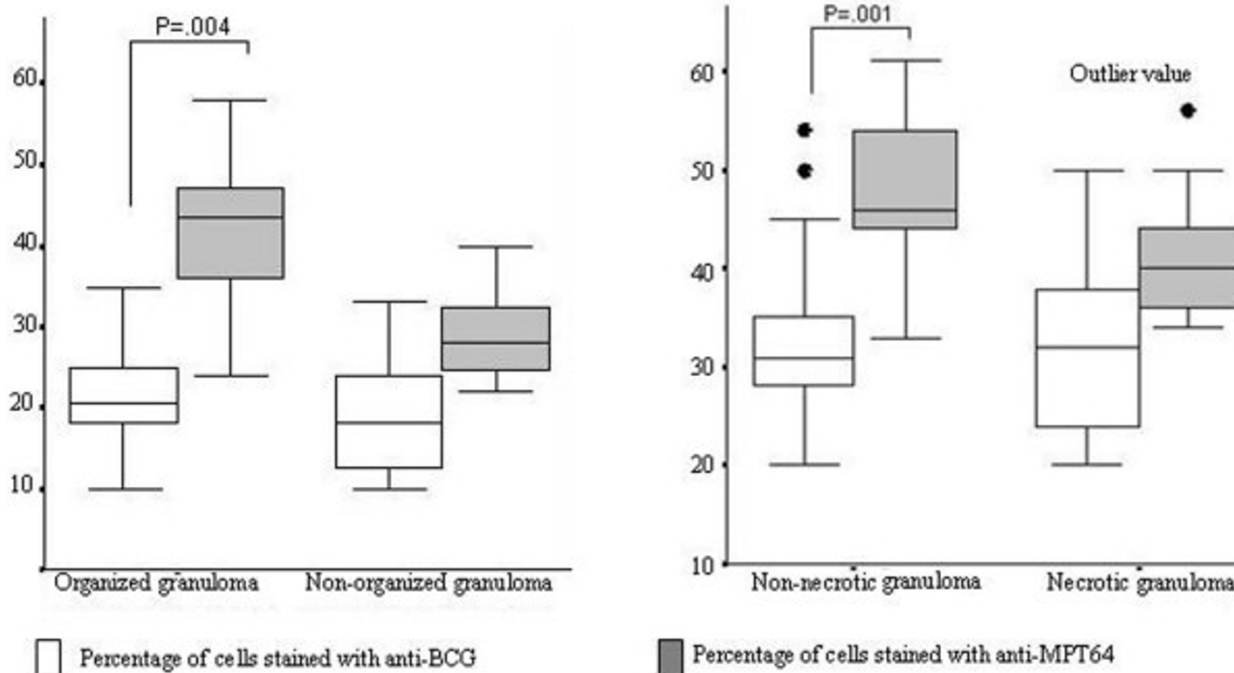 P=.004
60
50
40
30
20
10
Organized granuloma Non-organized granuloma
P=.001
Outlier value
60
50
40
30
20
10
Non-necrotic granuloma Necrotic granuloma
Percentage of cells stained with anti-BCG
Percentage of cells stained with anti-MPT64